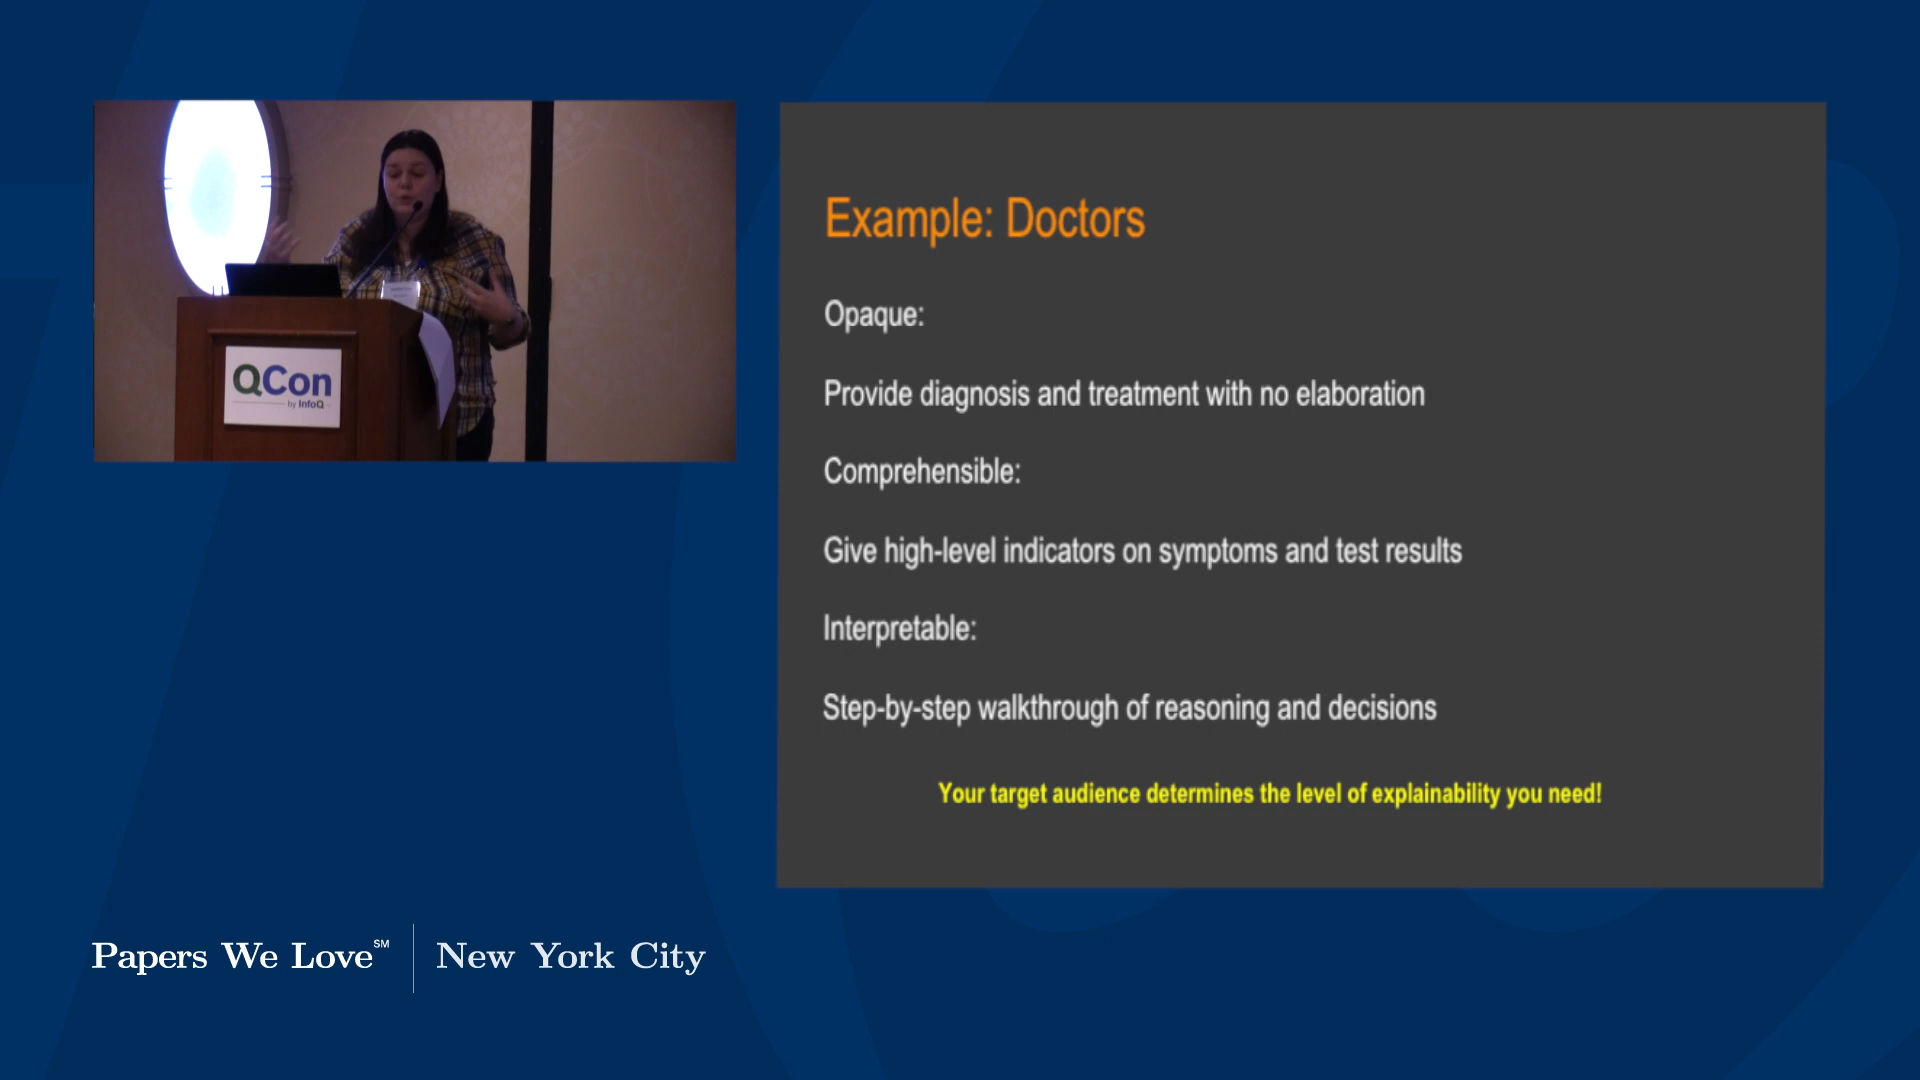 QCon
by InfoQ
Example: Doctors
Opaque:
Provide diagnosis and treatment with no elaboration
Comprehensible:
Give high-level indicators on symptoms and test results
Interpretable:
Step-by-step walkthrough of reasoning and decisions
Your target audience determines the level of explainability you need!
Papers We Love℠ | New York City